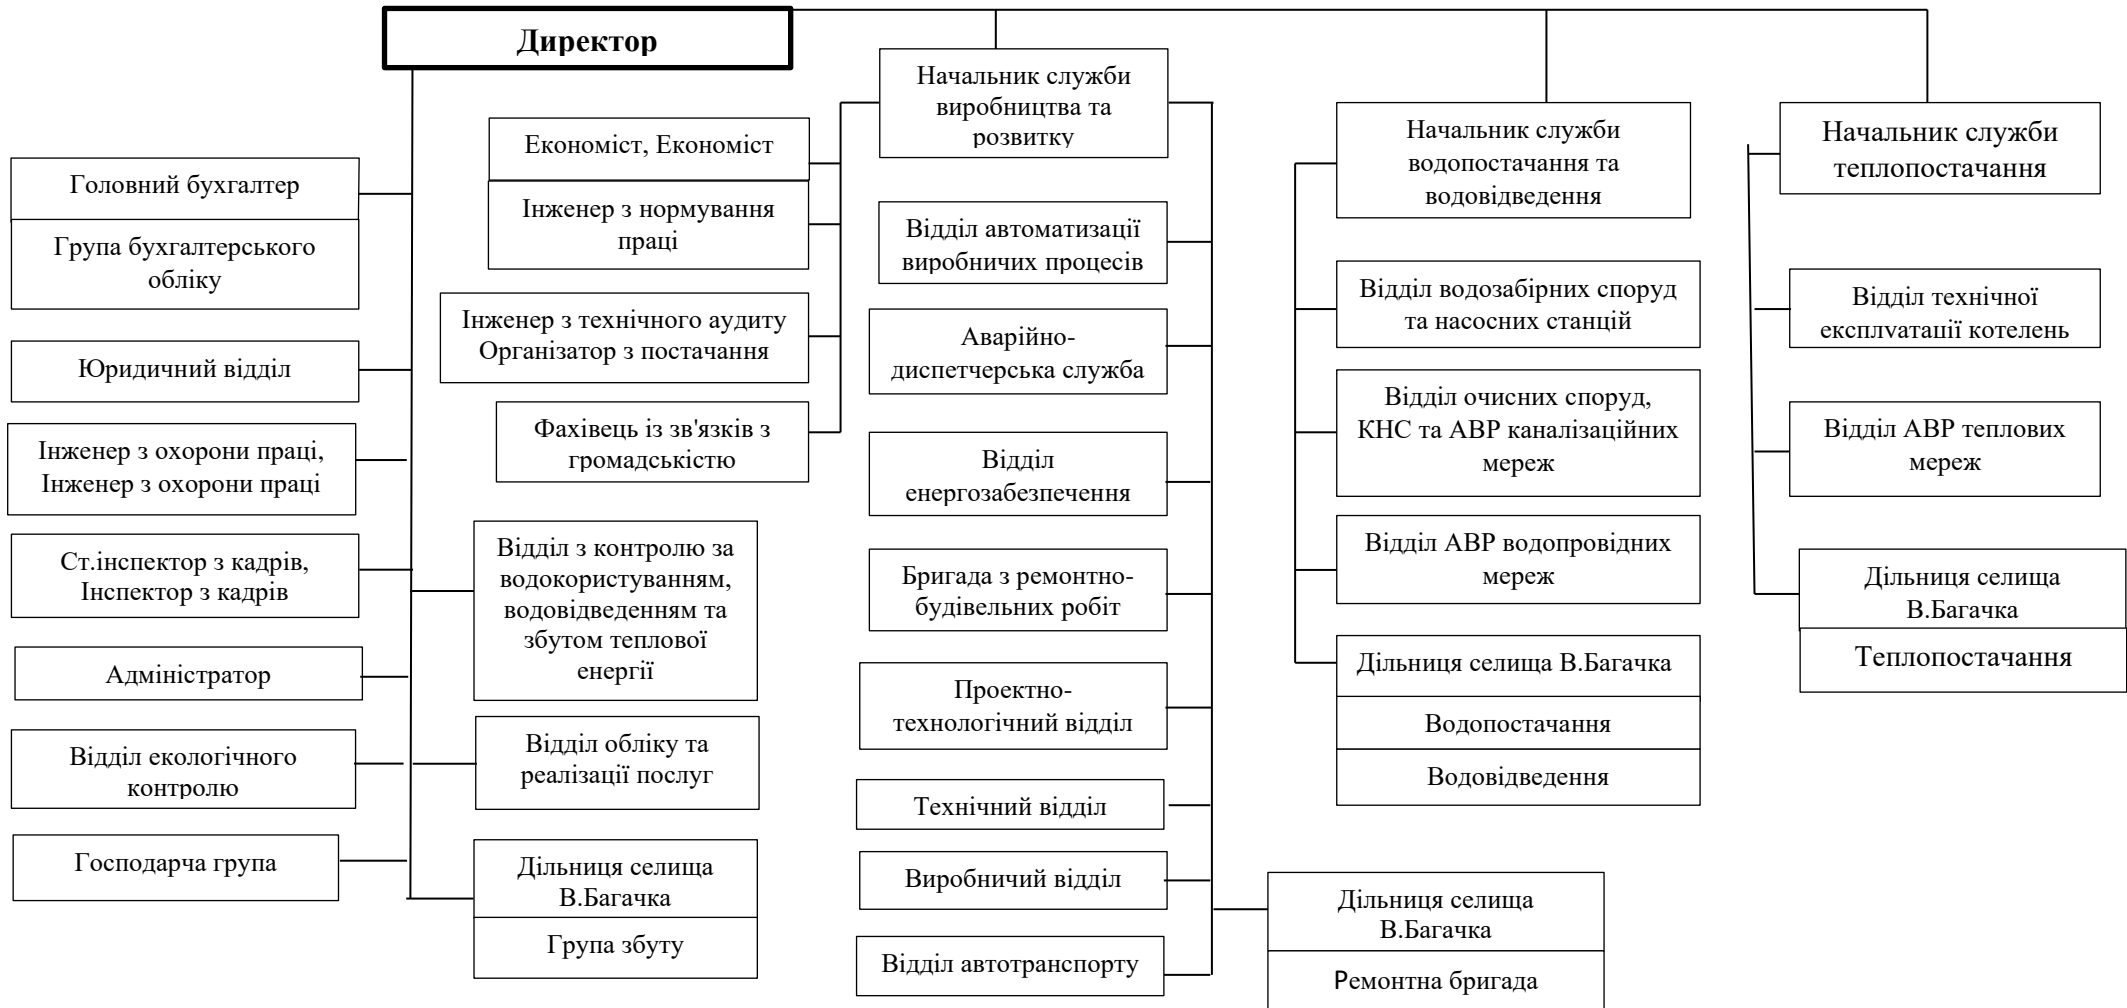 Директор
Головний бухгалтер
Група бухгалтерського
обліку
Юридичний відділ
Інженер з охорони праці,
Інженер з охорони праці
Ст.інспектор з кадрів,
Інспектор з кадрів
Адміністратор
Відділ екологічного
контролю
Господарча група
Економіст, Економіст
Інженер з нормування
праці
Інженер з технічного аудиту
Організатор з постачання
Фахівець із зв'язків з
громадськістю
Відділ з контролю за
водокористуванням,
водовідведенням та
збутом теплової
енергії
Відділ обліку та
реалізації послуг
Дільниця селища
В.Багачка
Група збуту
Начальник служби
виробництва та
розвитку
Відділ автоматизації
виробничих процесів
Аварійно-
диспетчерська служба
Відділ
енергозабезпечення
Бригада з ремонтно-
будівельних робіт
Проектно-
технологічний відділ
Технічний відділ
Виробничий відділ
Відділ автотранспорту
Дільниця селища
В.Багачка
Ремонтна бригада
Начальник служби
водопостачання та
водовідведення
Відділ водозабірних споруд
та насосних станцій
Відділ очисних споруд,
КНС та АВР каналізаційних
мереж
Відділ АВР водопровідних
мереж
Дільниця селища В.Багачка
Водопостачання
Водовідведення
Начальник служби
теплопостачання
Відділ технічної
експлуатації котелень
Відділ АВР теплових
мереж
Дільниця селища
В.Багачка
Теплопостачання